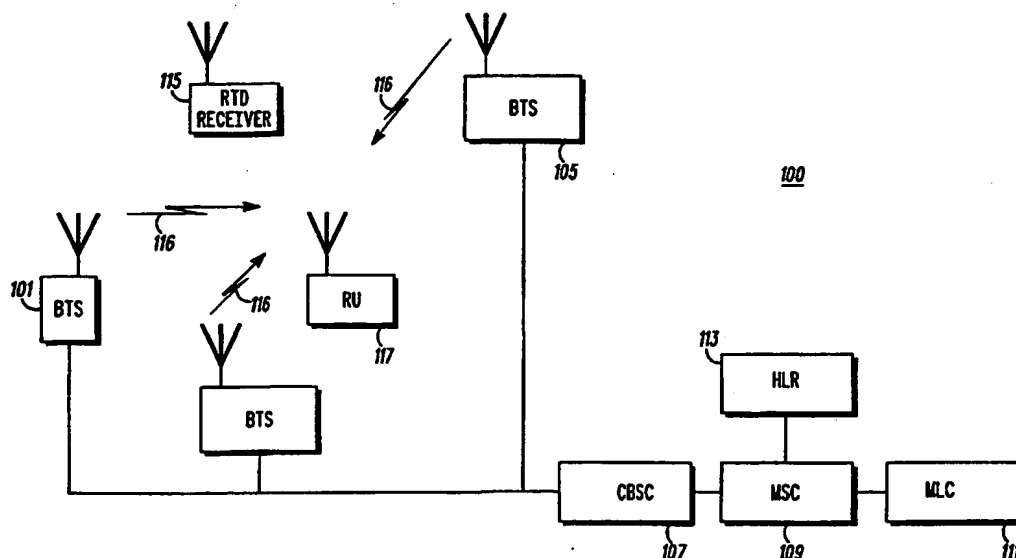 115
RTD
RECEIVER
116
BTS
105
100
116
101
BTS
116
RU
117
BTS
113
HLR
CBSC
MSC
MLC
107
109